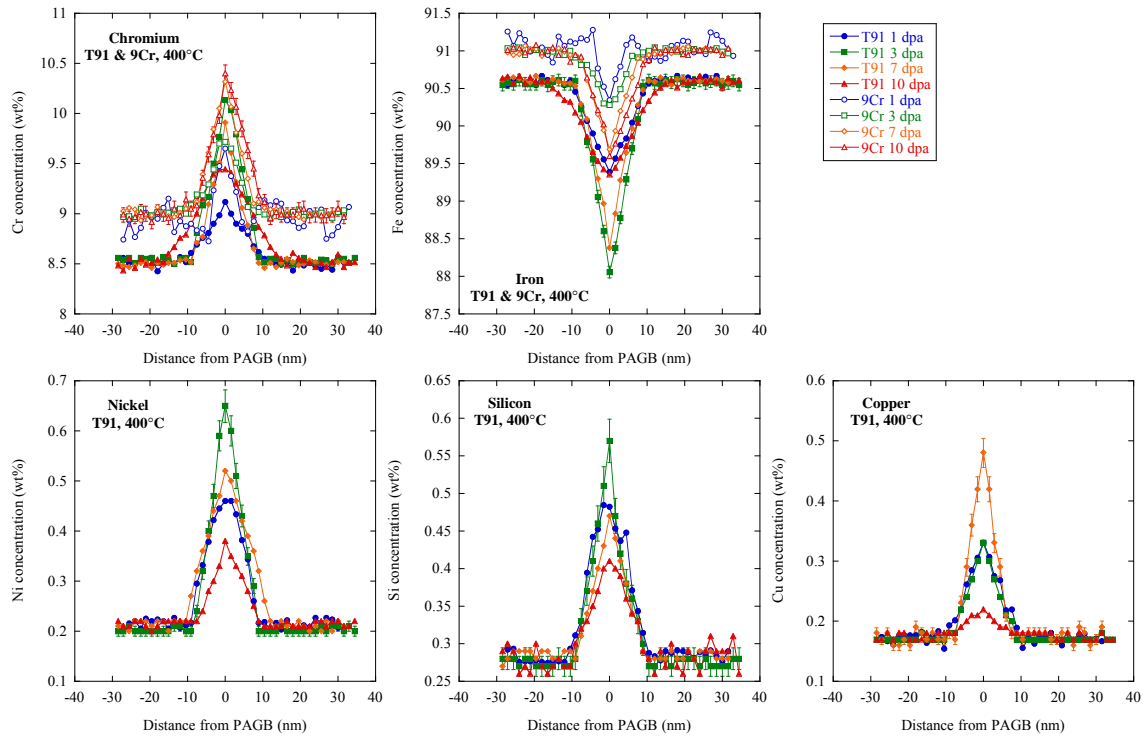 Chromium
T91 & 9Cr, 400°C
Cr concentration (wt%)
11
10.5
10
9.5
9
8.5
8
-40 -30 -20 -10 0 10 20 30 40
Distance from PAGB (nm)
Iron
T91 & 9Cr, 400°C
Fe concentration (wt%)
91.5
91
90.5
90
89.5
89
88.5
88
87.5
-40 -30 -20 -10 0 10 20 30 40
Distance from PAGB (nm)
T91 1 dpa
T91 3 dpa
T91 7 dpa
T91 10 dpa
9Cr 1 dpa
9Cr 3 dpa
9Cr 7 dpa
9Cr 10 dpa
Nickel
T91, 400°C
Ni concentration (wt%)
0.7
0.6
0.5
0.4
0.3
0.2
0.1
-40 -30 -20 -10 0 10 20 30 40
Distance from PAGB (nm)
Silicon
T91, 400°C
Si concentration (wt%)
0.65
0.6
0.55
0.5
0.45
0.4
0.35
0.3
0.25
-40 -30 -20 -10 0 10 20 30 40
Distance from PAGB (nm)
Copper
T91, 400°C
Cu concentration (wt%)
0.6
0.5
0.4
0.3
0.2
0.1
-40 -30 -20 -10 0 10 20 30 40
Distance from PAGB (nm)